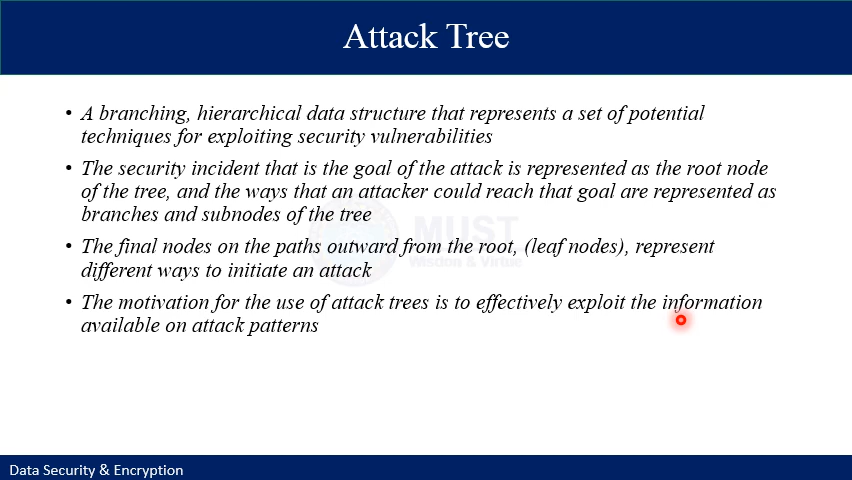 Attack Tree
• A branching, hierarchical data structure that represents a set of potential
techniques for exploiting security vulnerabilities
• The security incident that is the goal of the attack is represented as the root node
of the tree, and the ways that an attacker could reach that goal are represented as
branches and subnodes of the tree
MUST
Wisdom & Virtue
• The final nodes on the paths outward from the root, (leaf nodes), represent
different ways to initiate an attack
• The motivation for the use of attack trees is to effectively exploit the information
available on attack patterns
Data Security & Encryption